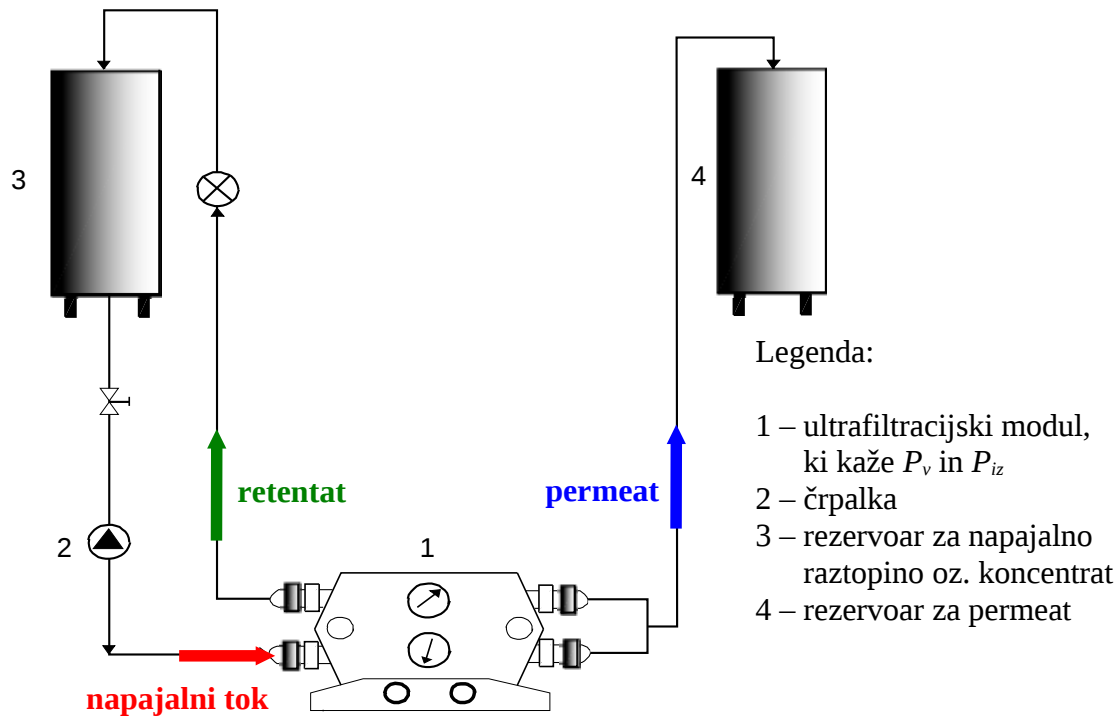 3
4
Legenda:
1 – ultrafiltracijski modul,
ki kaže Pv in Piz
2 – črpalka
3 – rezervoar za napajalno
raztopino oz. koncentrat
4 – rezervoar za permeat
retentat
permeat
2
1
napajalni tok